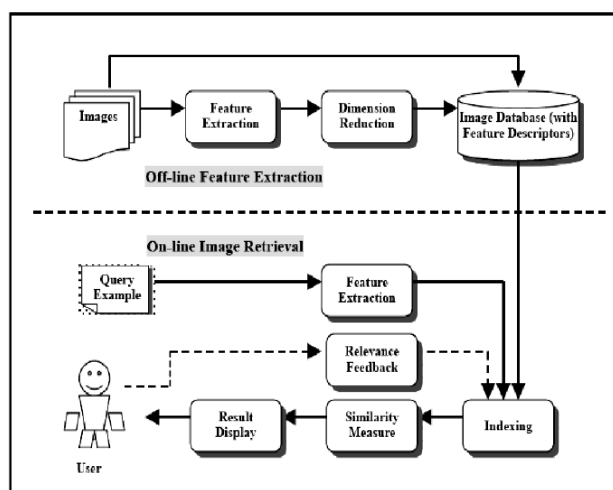 Images
Feature
Extraction
Dimension
Reduction
Image Database (with
Feature Descriptors)
Off-line Feature Extraction
On-line Image Retrieval
Query
Example
Feature
Extraction
Relevance
Feedback
Result
Display
Similarity
Measure
Indexing
User